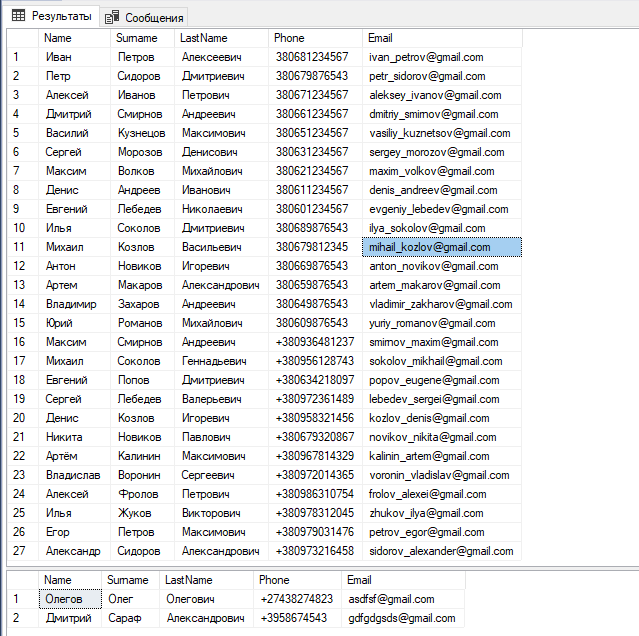 Результаты Сообщения
Name Surname LastName Phone Email
1 Иван Петров Алексеевич 380681234567 ivan_petrov@gmail.com
2 Петр Сидоров Дмитриевич 380679876543 petr_sidorov@gmail.com
3 Алексей Иванов Петрович 380671234567 aleksey_ivanov@gmail.com
4 Дмитрий Смирнов Андреевич 380661234567 dmitriy_smirnov@gmail.com
5 Василий Кузнецов Максимович 380651234567 vasiliy_kuznetsov@gmail.com
6 Сергей Морозов Денисович 380631234567 sergey_morozov@gmail.com
7 Максим Волков Михайлович 380621234567 maxim_volkov@gmail.com
8 Денис Андреев Иванович 380611234567 denis_andreev@gmail.com
9 Евгений Лебедев Николаевич 380601234567 evgeniy_lebedev@gmail.com
10 Илья Соколов Дмитриевич 380689876543 ilya_sokolov@gmail.com
11 Михаил Козлов Васильевич 380679812345 mihail_kozlov@gmail.com
12 Антон Новиков Игоревич 380669876543 anton_novikov@gmail.com
13 Артем Макаров Александрович 380659876543 artem_makarov@gmail.com
14 Владимир Захаров Андреевич 380649876543 vladimir_zakharov@gmail.com
15 Юрий Романов Михайлович 380609876543 yuriy_romanov@gmail.com
16 Максим Смирнов Андреевич +380936481237 smirnov_maxim@gmail.com
17 Михаил Соколов Геннадьевич +380956128743 sokolov_mikhail@gmail.com
18 Евгений Попов Дмитриевич +380634218097 popov_eugene@gmail.com
19 Сергей Лебедев Валерьевич +380972361489 lebedev_sergei@gmail.com
20 Денис Козлов Игоревич +380958321456 kozlov_denis@gmail.com
21 Никита Новиков Павлович +380679320867 novikov_nikita@gmail.com
22 Артём Калинин Максимович +380967814329 kalinin_artem@gmail.com
23 Владислав Воронин Сергеевич +380972014365 voronin_vladislav@gmail.com
24 Алексей Фролов Петрович +380986310754 frolov_alexei@gmail.com
25 Илья Жуков Викторович +380978312045 zhukov_ilya@gmail.com
26 Егор Петров Максимович +380979031476 petrov_egor@gmail.com
27 Александр Сидоров Александрович +380973216458 sidorov_alexander@gmail.com
Name Surname LastName Phone Email
1 Олегов Олег Олегович +27438274823 asdfsf@gmail.com
2 Дмитрий Сараф Александрович +3958674543 gdfgdgsds@gmail.com